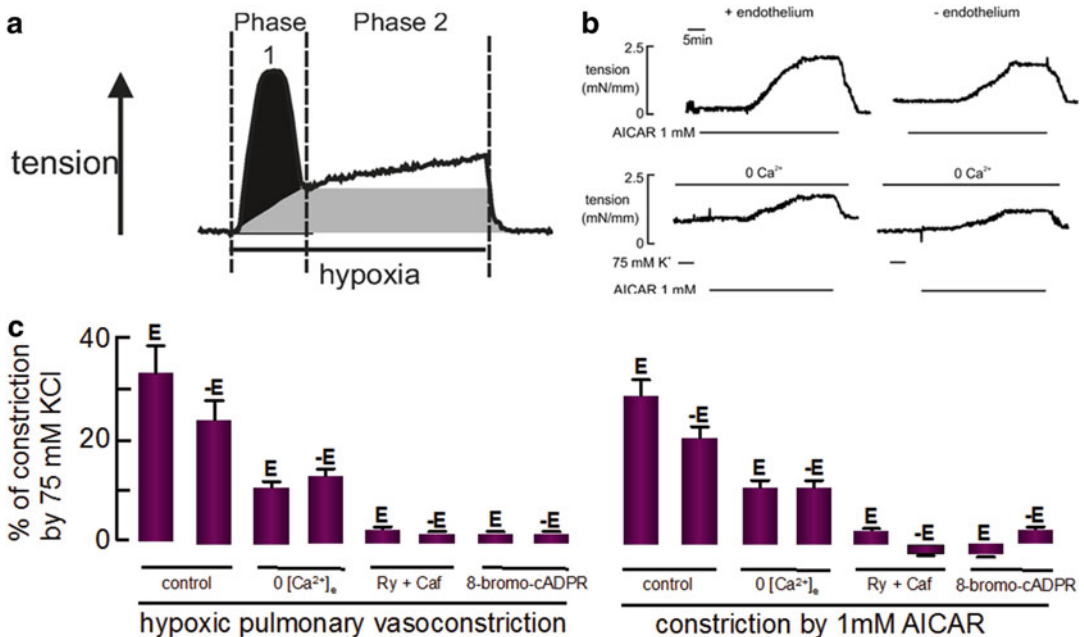 a
Phase
1
Phase 2
tension
hypoxia
b
+ endothelium
- endothelium
5min
2.5
tension
(mN/mm)
0
AICAR 1 mM
0 Ca²⁺
0 Ca²⁺
2.5
tension
(mN/mm)
0
75 mM K⁺
AICAR 1 mM
c
% of constriction
by 75 mM KCl
40
20
0
E
-E
E
-E
E
-E
E
-E
control
0 [Ca²⁺]e
Ry + Caf
8-bromo-cADPR
hypoxic pulmonary vasoconstriction
E
-E
E
-E
E
-E
E
-E
control
0 [Ca²⁺]e
Ry + Caf
8-bromo-cADPR
constriction by 1mM AICAR